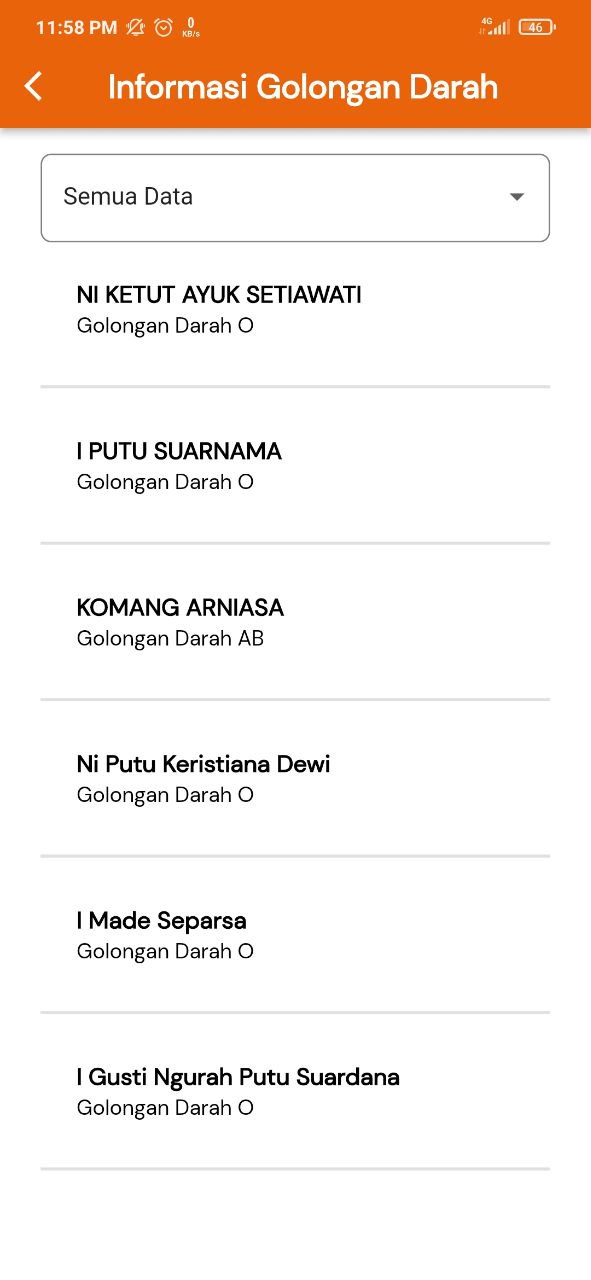 11:58 PM 0 KB/s 4G 46
Informasi Golongan Darah
Semua Data
NI KETUT AYUK SETIAWATI
Golongan Darah O
I PUTU SUARNAMA
Golongan Darah O
KOMANG ARNIASA
Golongan Darah AB
Ni Putu Keristiana Dewi
Golongan Darah O
I Made Separsa
Golongan Darah O
I Gusti Ngurah Putu Suardana
Golongan Darah O